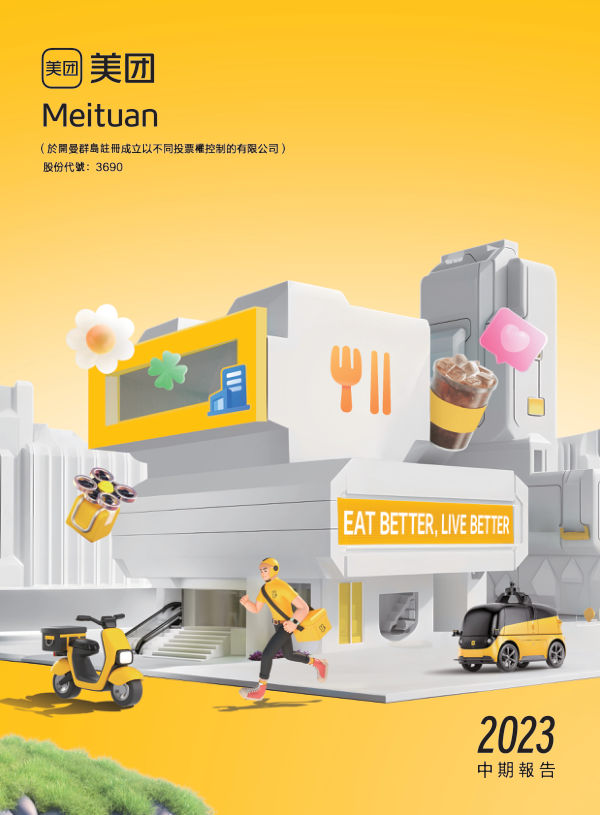 美团 美团
Meituan
（於開曼群島註冊成立以不同投票權控制的有限公司）
股份代號：3690
EAT BETTER, LIVE BETTER
2023
中期報告